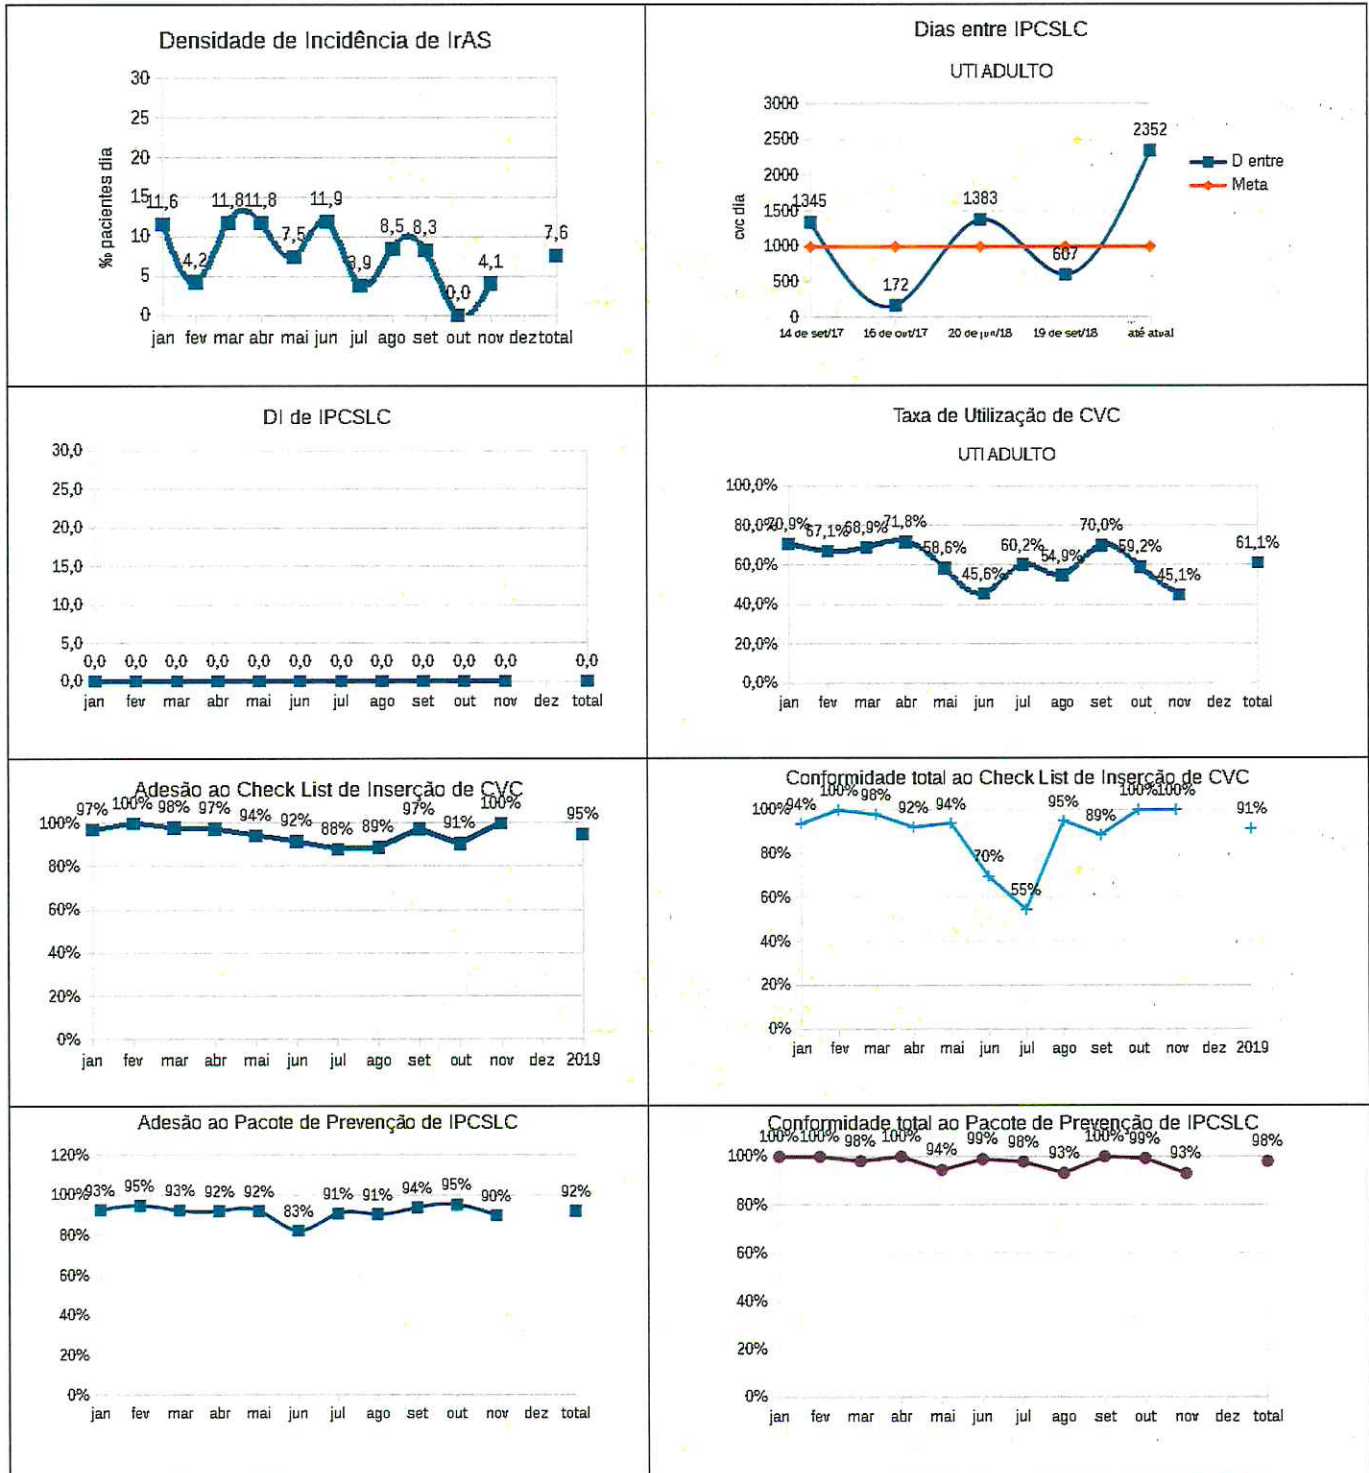 Densidade de Incidência de IrAS
30
25
20
15
10
5
0
‰ pacientes dia
11,6
4,2
11,8
11,8
7,5
11,9
3,9
8,5
8,3
0,0
4,1
7,6
jan fev mar abr mai jun jul ago set out nov dez total
Dias entre IPCSLC
UTI ADULTO
3000
2500
2000
1500
1000
500
0
cvc dia
1345
172
1383
607
2352
14 de set/17 16 de out/17 20 de jun/18 19 de set/18 até atual
D entre
Meta
DI de IPCSLC
30,0
25,0
20,0
15,0
10,0
5,0
0,0
0,0 0,0 0,0 0,0 0,0 0,0 0,0 0,0 0,0 0,0 0,0 0,0
jan fev mar abr mai jun jul ago set out nov dez total
Taxa de Utilização de CVC
UTI ADULTO
100,0%
80,0%
60,0%
40,0%
20,0%
0,0%
70,9% 67,1% 68,9% 71,8% 58,6% 45,6% 60,2% 54,9% 70,0% 59,2% 45,1% 61,1%
jan fev mar abr mai jun jul ago set out nov dez total
Adesão ao Check List de Inserção de CVC
97% 100% 98% 97% 94% 92% 88% 89% 97% 91% 100% 95%
100%
80%
60%
40%
20%
0%
jan fev mar abr mai jun jul ago set out nov dez 2019
Conformidade total ao Check List de Inserção de CVC
94% 100% 98% 92% 94% 70% 55% 95% 89% 100% 100% 91%
100%
80%
60%
40%
20%
0%
jan fev mar abr mai jun jul ago set out nov dez 2019
Adesão ao Pacote de Prevenção de IPCSLC
120%
100%
80%
60%
40%
20%
0%
93% 95% 93% 92% 92% 83% 91% 91% 94% 95% 90% 92%
jan fev mar abr mai jun jul ago set out nov dez total
Conformidade total ao Pacote de Prevenção de IPCSLC
100% 100% 98% 100% 94% 99% 98% 93% 100% 99% 93% 98%
100%
80%
60%
40%
20%
0%
jan fev mar abr mai jun jul ago set out nov dez total